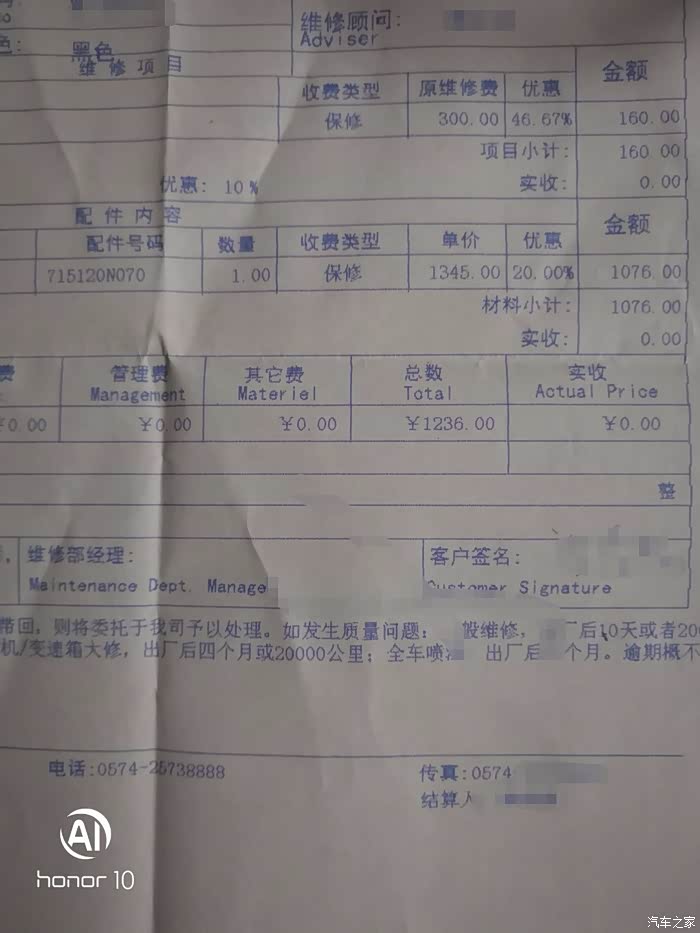 维修顾问:
Adviser
色: 黑色
维修项目
金额
收费类型 原维修费 优惠
保修 300.00 46.67% 160.00
项目小计: 160.00
优惠: 10% 实收: 0.00
配件内容
金额
配件号码 数量 收费类型 单价 优惠
715120N070 1.00 保修 1345.00 20.00% 1076.00
材料小计: 1076.00
实收: 0.00
费 管理费 其它费 总数 实收
Management Materiel Total Actual Price
¥0.00 ¥0.00 ¥0.00 ¥1236.00 ¥0.00
整
维修部经理: 客户签名:
Maintenance Dept. Manage Customer Signature
带回，则将委托于我司予以处理。如发生质量问题: 般维修， 厂后10天或者200
机/变速箱大修，出厂后四个月或20000公里；全车喷 出厂后 个月。逾期概不
电话:0574-25738888 传真:0574
结算人
AI
honor 10
汽车之家